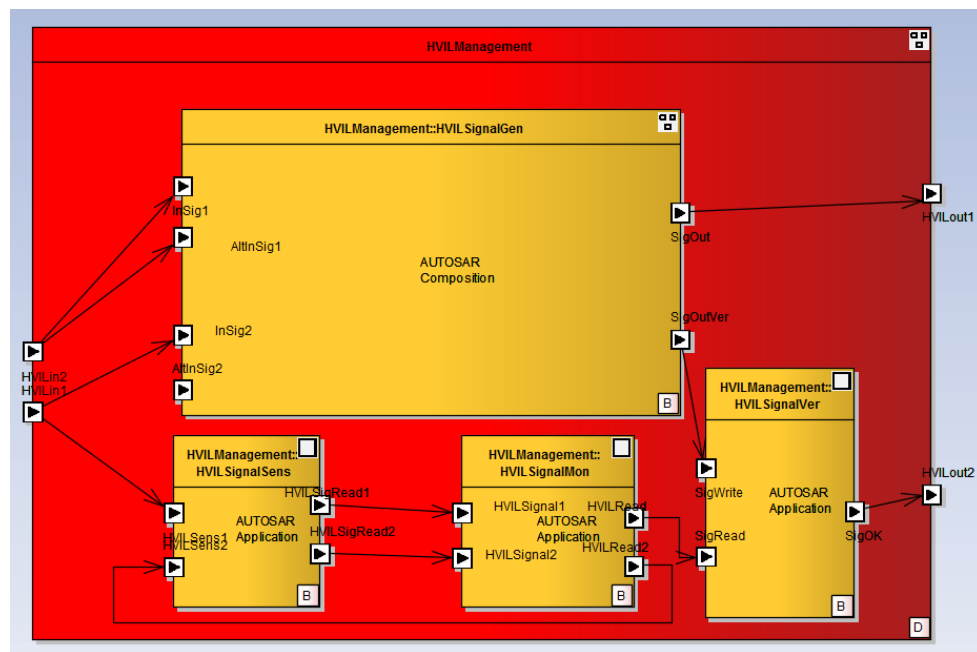 HVILManagement
HVILManagement::HVILSignalGen
InSig1
AltInSig1
AUTOSAR
Composition
SigOut
HVILout1
InSig2
SigOutVer
AltInSig2
B
HVILin2
HVILin1
HVILManagement::
HVILSignalSens
HVILSigRead1
AUTOSAR
Application
HVILSigRead2
HVILSens1
HVILSens2
B
HVILManagement::
HVILSignalMon
HVILSignal1
HVILRead
AUTOSAR
Application
HVILSignal2
HVILRead2
B
HVILManagement::
HVILSignalVer
SigWrite
AUTOSAR
Application
SigRead
SigOK
B
HVILout2
D